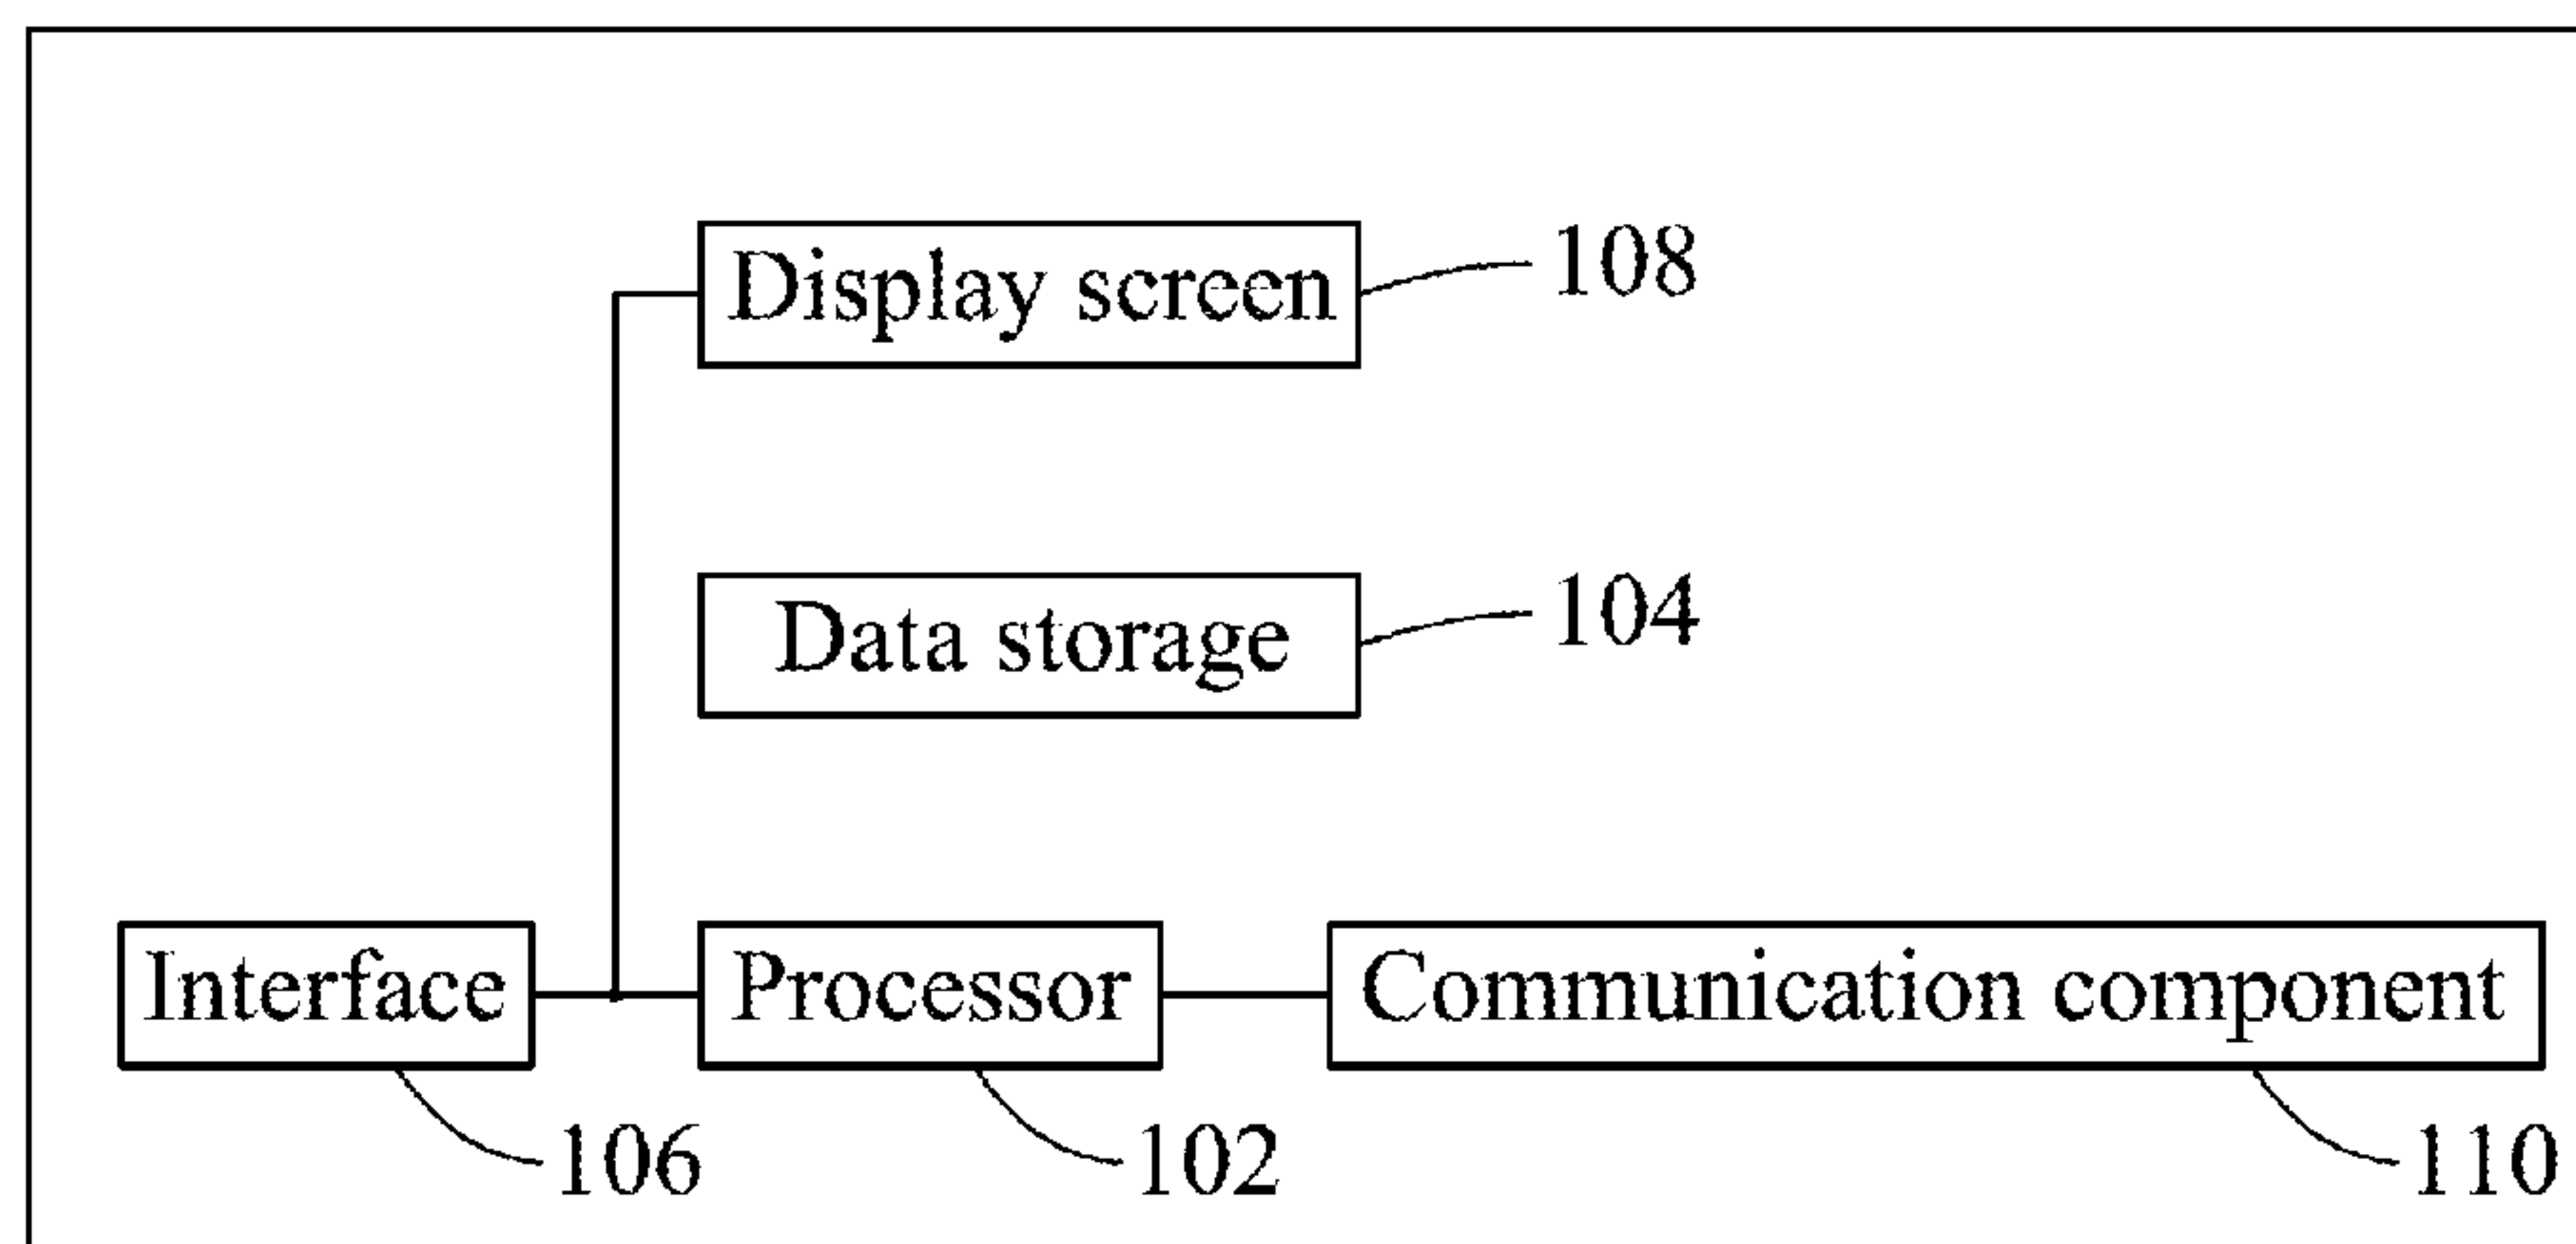 Display screen 108
Data storage 104
Interface Processor Communication component
106 102 110